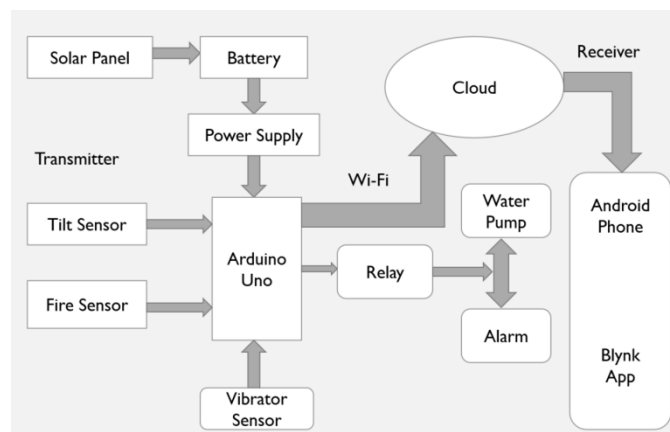 Solar Panel
Battery
Receiver
Cloud
Power Supply
Transmitter
Wi-Fi
Water
Pump
Android
Phone
Tilt Sensor
Arduino
Uno
Relay
Fire Sensor
Alarm
Blynk
App
Vibrator
Sensor